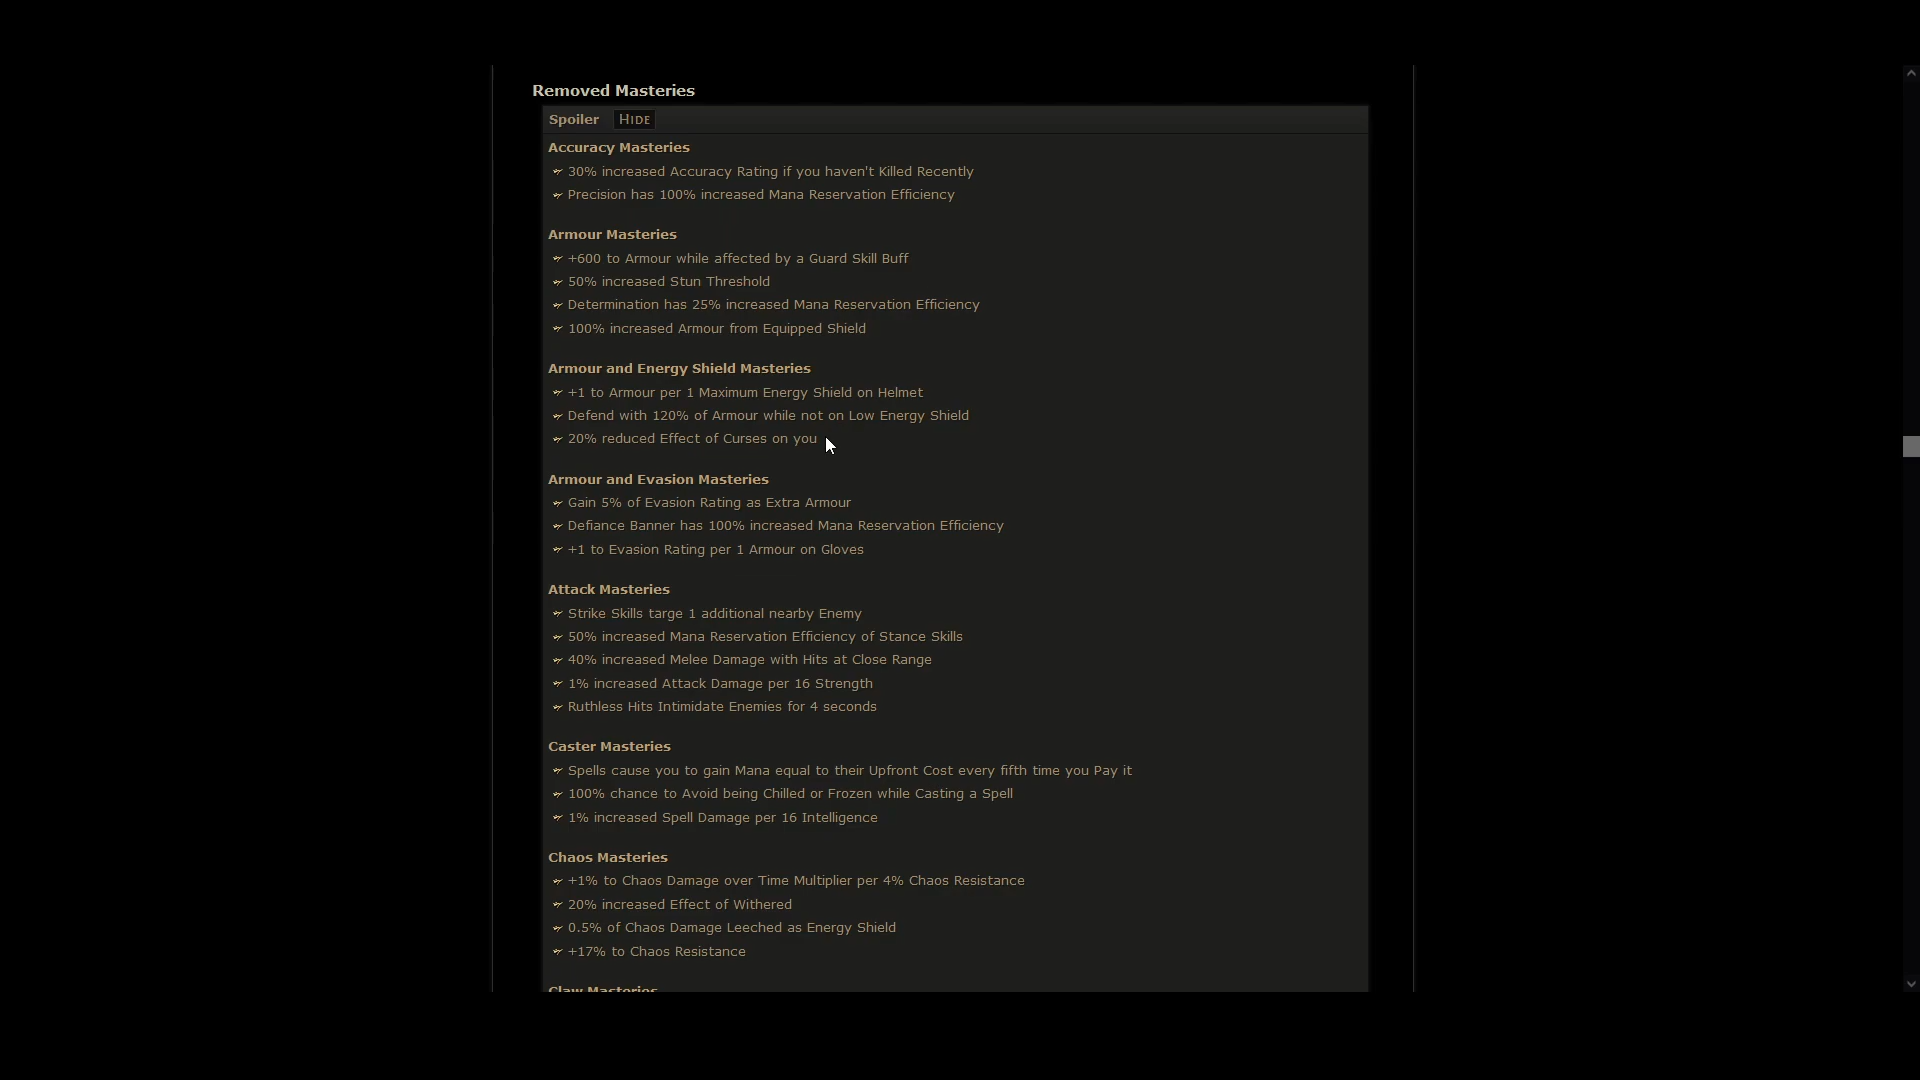 Removed Masteries
Spoiler HIDE
Accuracy Masteries
30% increased Accuracy Rating if you haven't Killed Recently
Precision has 100% increased Mana Reservation Efficiency
Armour Masteries
+600 to Armour while affected by a Guard Skill Buff
50% increased Stun Threshold
Determination has 25% increased Mana Reservation Efficiency
100% increased Armour from Equipped Shield
Armour and Energy Shield Masteries
+1 to Armour per 1 Maximum Energy Shield on Helmet
Defend with 120% of Armour while not on Low Energy Shield
20% reduced Effect of Curses on you
Armour and Evasion Masteries
Gain 5% of Evasion Rating as Extra Armour
Defiance Banner has 100% increased Mana Reservation Efficiency
+1 to Evasion Rating per 1 Armour on Gloves
Attack Masteries
Strike Skills targe 1 additional nearby Enemy
50% increased Mana Reservation Efficiency of Stance Skills
40% increased Melee Damage with Hits at Close Range
1% increased Attack Damage per 16 Strength
Ruthless Hits Intimidate Enemies for 4 seconds
Caster Masteries
Spells cause you to gain Mana equal to their Upfront Cost every fifth time you Pay it
100% chance to Avoid being Chilled or Frozen while Casting a Spell
1% increased Spell Damage per 16 Intelligence
Chaos Masteries
+1% to Chaos Damage over Time Multiplier per 4% Chaos Resistance
20% increased Effect of Withered
0.5% of Chaos Damage Leeched as Energy Shield
+17% to Chaos Resistance
Claw Masteries